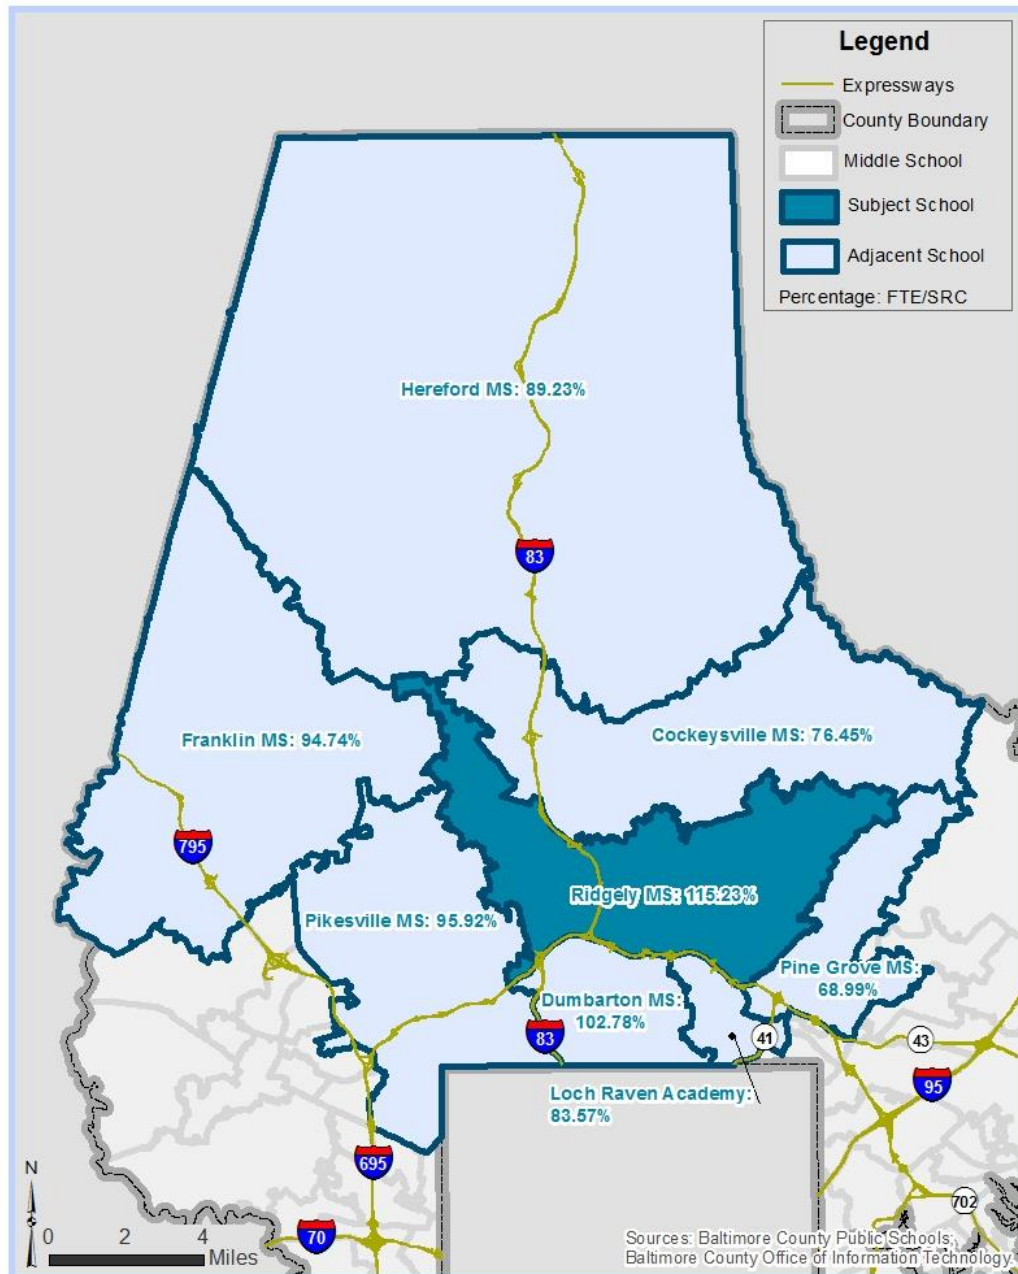 Legend
Expressways
County Boundary
Middle School
Subject School
Adjacent School
Percentage: FTE/SRC
Hereford MS: 89.23%
83
Franklin MS: 94.74%
Cockeysville MS: 76.45%
795
Ridgely MS: 115.23%
Pikesville MS: 95.92%
Pine Grove MS:
68.99%
Dumbarton MS:
102.78%
83
41
43
95
Loch Raven Academy:
83.57%
695
N
702
70
0 2 4
Miles
Sources: Baltimore County Public Schools;
Baltimore County Office of Information Technology.